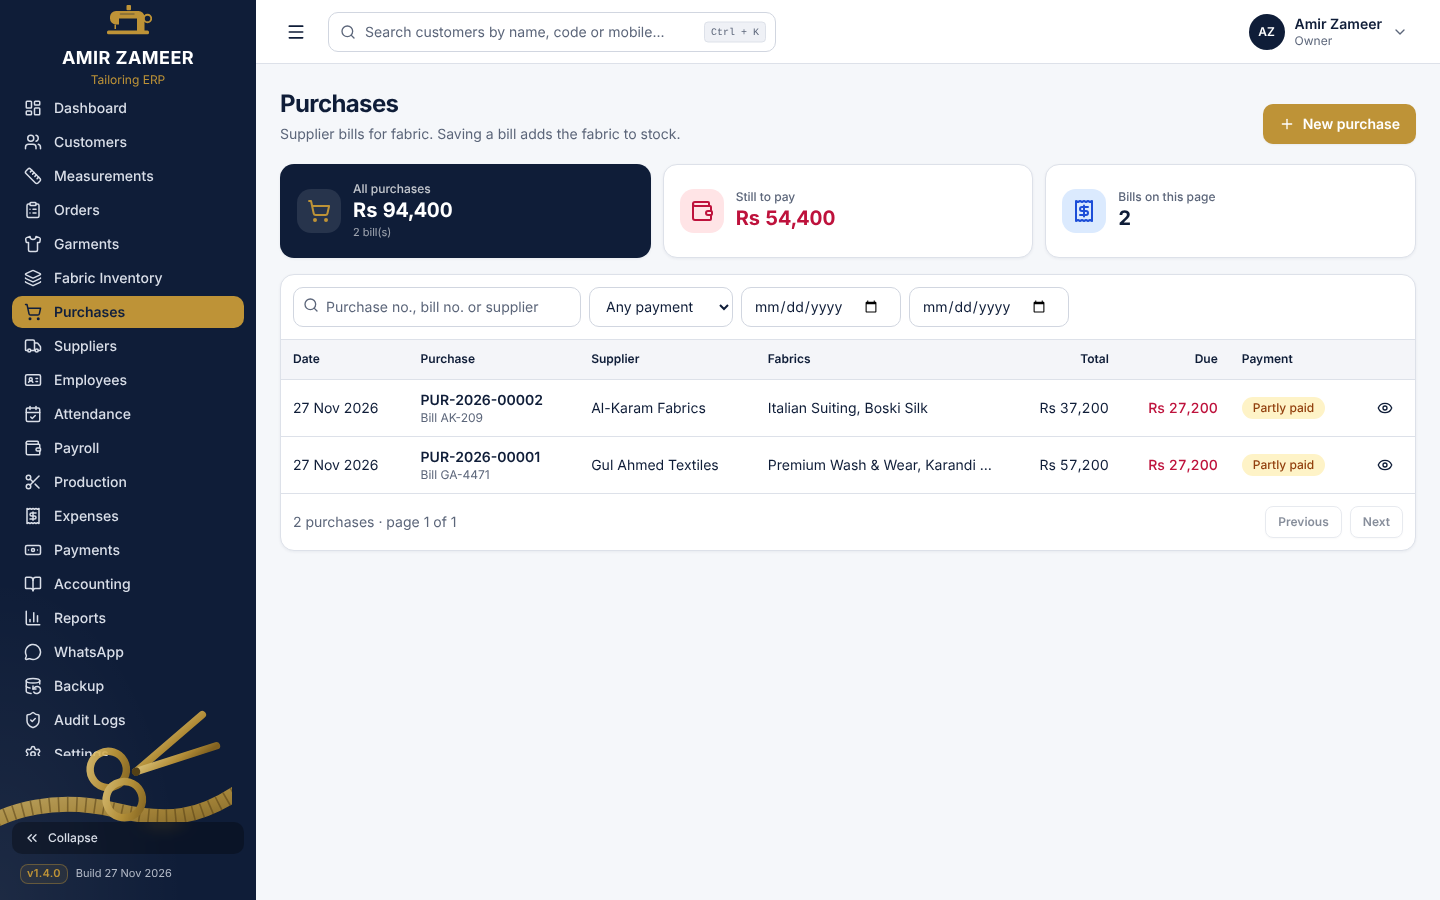 AMIR ZAMEER
Tailoring ERP
Dashboard
Customers
Measurements
Orders
Garments
Fabric Inventory
Purchases
Suppliers
Employees
Attendance
Payroll
Production
Expenses
Payments
Accounting
Reports
WhatsApp
Backup
Audit Logs
Settings
Collapse
v1.4.0 Build 27 Nov 2026
Search customers by name, code or mobile... Ctrl + K
AZ
Amir Zameer
Owner
Purchases
Supplier bills for fabric. Saving a bill adds the fabric to stock.
New purchase
All purchases
Rs 94,400
2 bill(s)
Still to pay
Rs 54,400
Bills on this page
2
Purchase no., bill no. or supplier Any payment mm/dd/yyyy mm/dd/yyyy
Date Purchase Supplier Fabrics Total Due Payment
27 Nov 2026 PUR-2026-00002 Al-Karam Fabrics Italian Suiting, Boski Silk Rs 37,200 Rs 27,200 Partly paid
Bill AK-209
27 Nov 2026 PUR-2026-00001 Gul Ahmed Textiles Premium Wash & Wear, Karandi ... Rs 57,200 Rs 27,200 Partly paid
Bill GA-4471
2 purchases · page 1 of 1 Previous Next